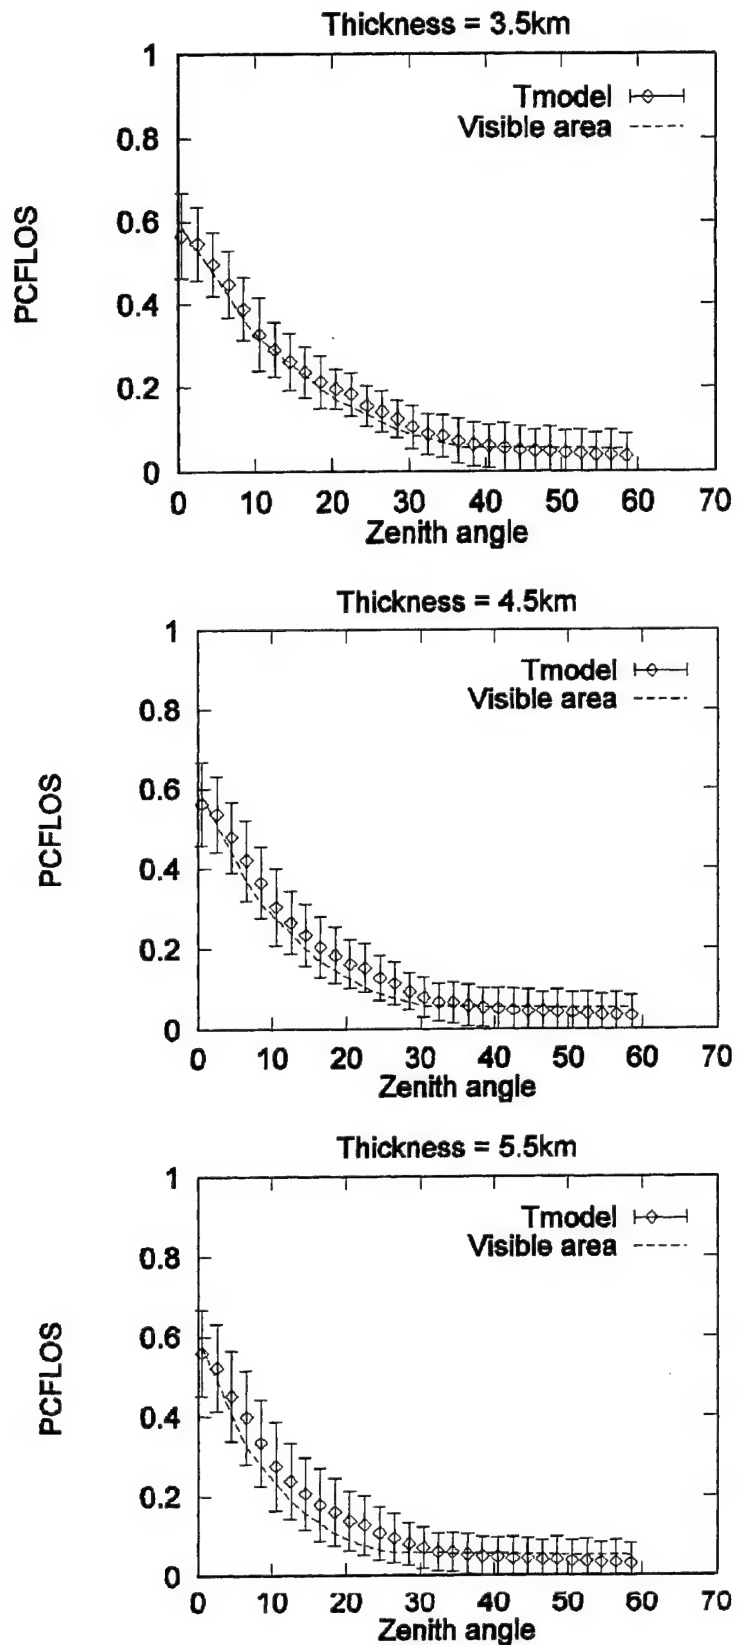 Thickness = 3.5km
1
0.8
0.6
0.4
0.2
0
PCFLOS
Tmodel
Visible area
0 10 20 30 40 50 60 70
Zenith angle
Thickness = 4.5km
1
0.8
0.6
0.4
0.2
0
PCFLOS
Tmodel
Visible area
0 10 20 30 40 50 60 70
Zenith angle
Thickness = 5.5km
1
0.8
0.6
0.4
0.2
0
PCFLOS
Tmodel
Visible area
0 10 20 30 40 50 60 70
Zenith angle